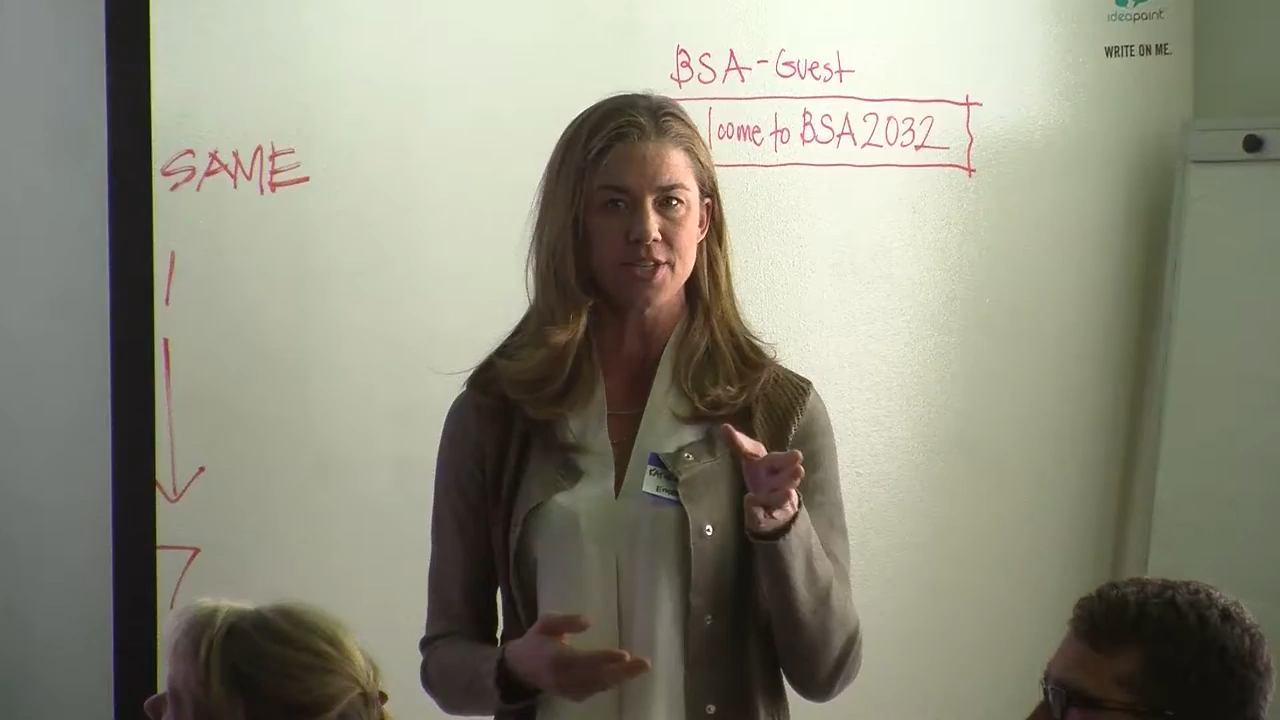 ideapaint
WRITE ON ME.
BSA-Guest
come to BSA2032
SAME